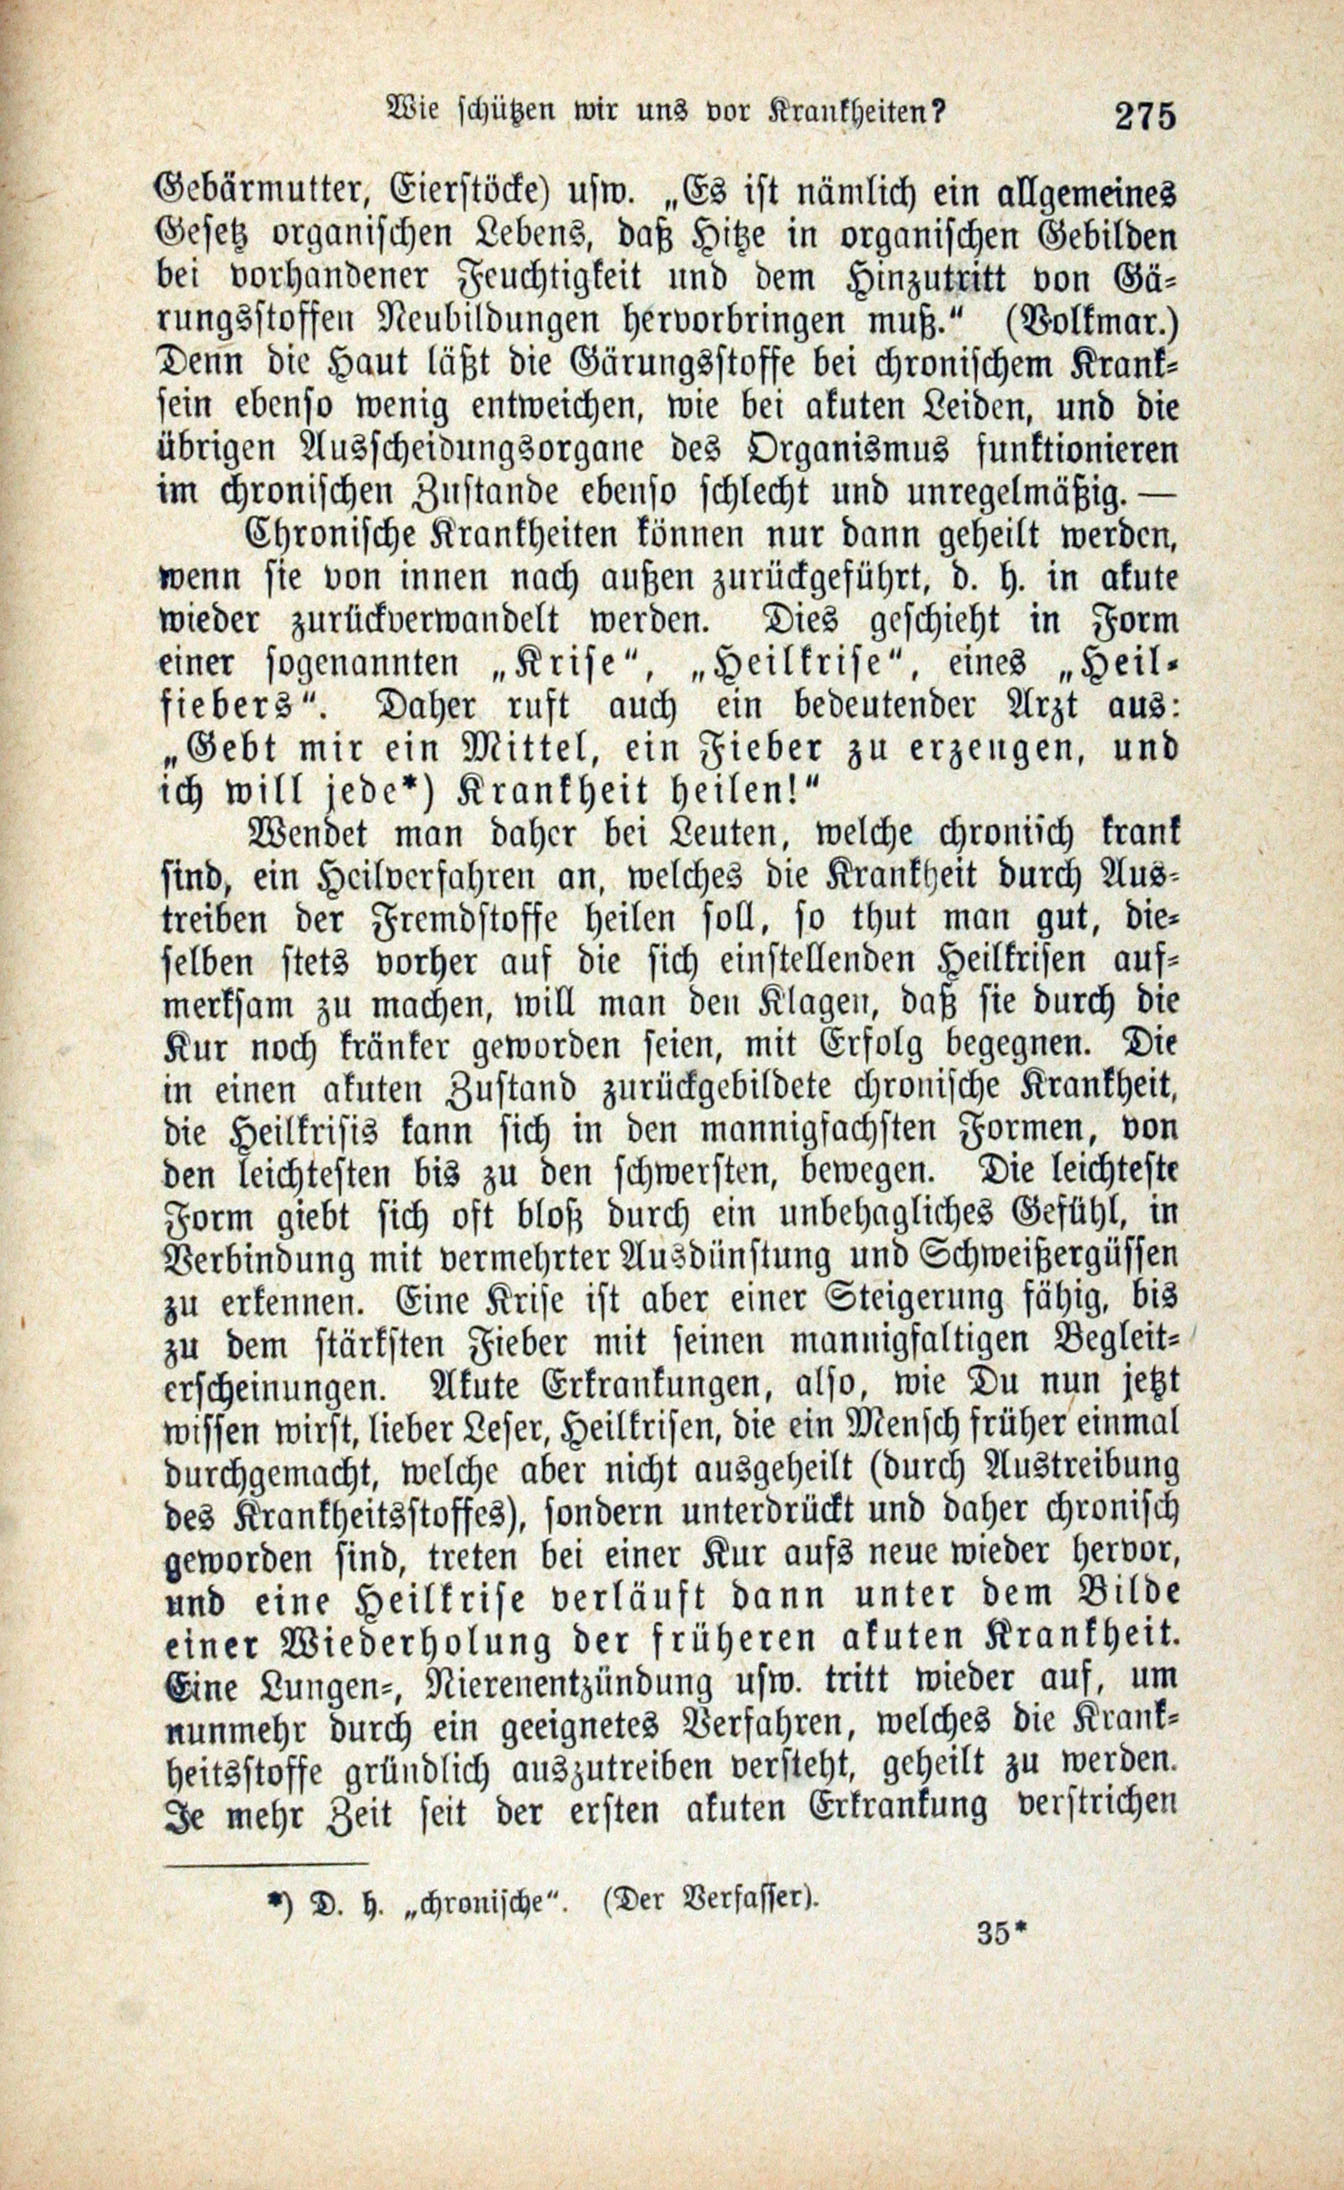 Wie schützen wir uns vor Krankheiten? 275
Gebärmutter, Eierstöcke) usw. „Es ist nämlich ein allgemeines
Gesetz organischen Lebens, daß Hitze in organischen Gebilden
bei vorhandener Feuchtigkeit und dem Hinzutritt von Gä-
rungsstoffen Neubildungen hervorbringen muß.“ (Volkmar.)
Denn die Haut läßt die Gärungsstoffe bei chronischem Krank-
sein ebenso wenig entweichen, wie bei akuten Leiden, und die
übrigen Ausscheidungsorgane des Organismus funktionieren
im chronischen Zustande ebenso schlecht und unregelmäßig. —
Chronische Krankheiten können nur dann geheilt werden,
wenn sie von innen nach außen zurückgeführt, d. h. in akute
wieder zurückverwandelt werden. Dies geschieht in Form
einer sogenannten „Krise“, „Heilkrise“, eines „Heil-
fiebers“. Daher ruft auch ein bedeutender Arzt aus:
„Gebt mir ein Mittel, ein Fieber zu erzeugen, und
ich will jede*) Krankheit heilen!“
Wendet man daher bei Leuten, welche chronisch krank
sind, ein Heilverfahren an, welches die Krankheit durch Aus-
treiben der Fremdstoffe heilen soll, so thut man gut, die-
selben stets vorher auf die sich einstellenden Heilkrisen auf-
merksam zu machen, will man den Klagen, daß sie durch die
Kur noch kränker geworden seien, mit Erfolg begegnen. Die
in einen akuten Zustand zurückgebildete chronische Krankheit,
die Heilkrisis kann sich in den mannigfachsten Formen, von
den leichtesten bis zu den schwersten, bewegen. Die leichteste
Form giebt sich oft bloß durch ein unbehagliches Gefühl, in
Verbindung mit vermehrter Ausdünstung und Schweißergüssen
zu erkennen. Eine Krise ist aber einer Steigerung fähig, bis
zu dem stärksten Fieber mit seinen mannigfaltigen Begleit-
erscheinungen. Akute Erkrankungen, also, wie Du nun jetzt
wissen wirst, lieber Leser, Heilkrisen, die ein Mensch früher einmal
durchgemacht, welche aber nicht ausgeheilt (durch Austreibung
des Krankheitsstoffes), sondern unterdrückt und daher chronisch
geworden sind, treten bei einer Kur aufs neue wieder hervor,
und eine Heilkrise verläuft dann unter dem Bilde
einer Wiederholung der früheren akuten Krankheit.
Eine Lungen-, Nierenentzündung usw. tritt wieder auf, um
nunmehr durch ein geeignetes Verfahren, welches die Krank-
heitsstoffe gründlich auszutreiben versteht, geheilt zu werden.
Je mehr Zeit seit der ersten akuten Erkrankung verstrichen
*) D. h. „chronische“. (Der Verfasser).
35*